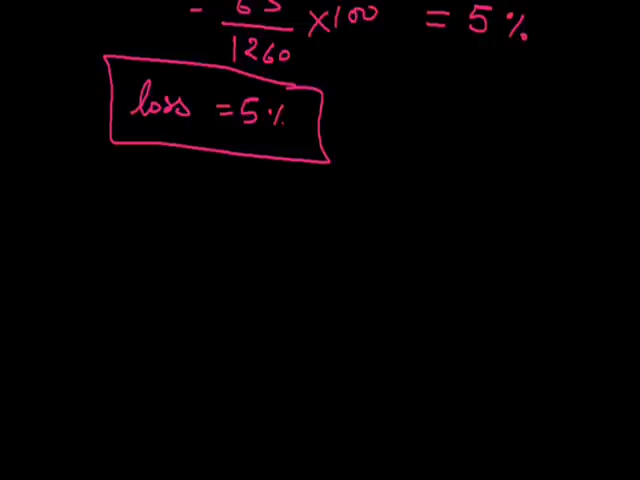 = 63
1260 × 100 = 5 %
loss = 5 %